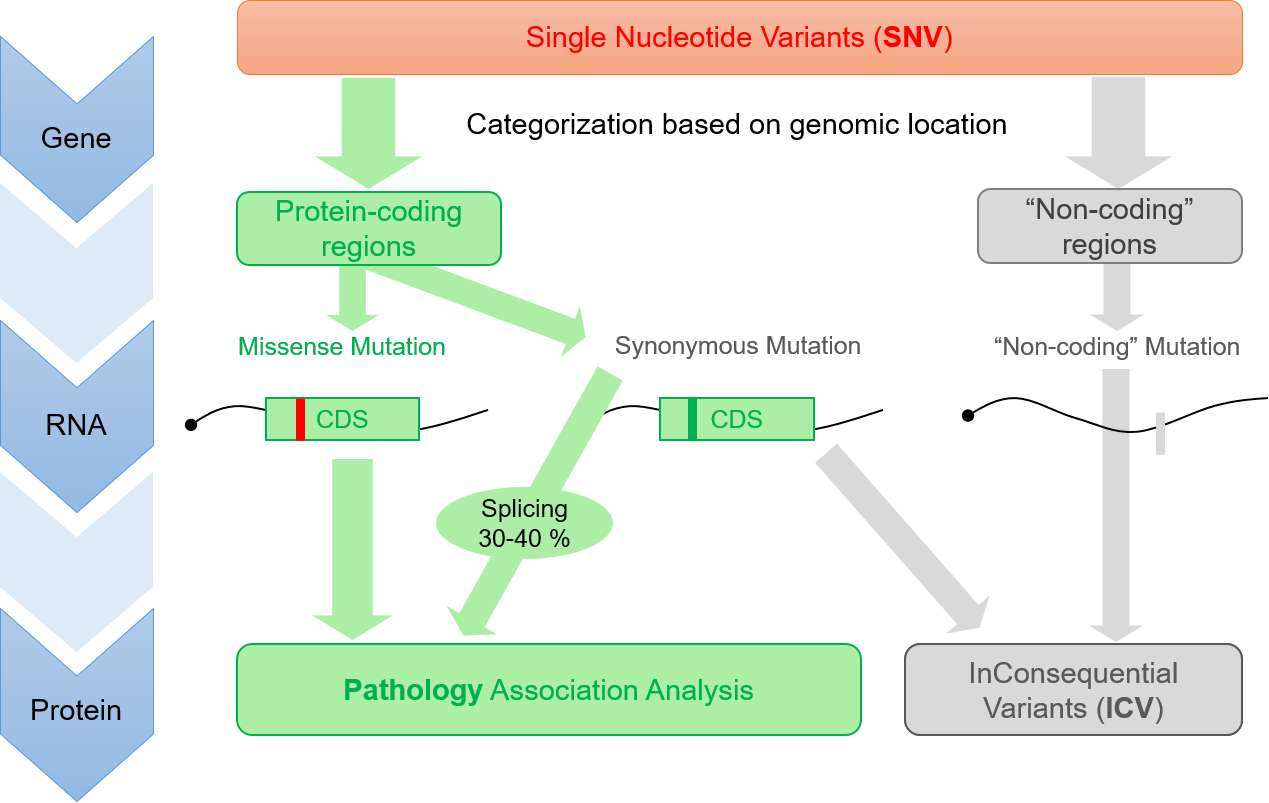 Single Nucleotide Variants (SNV)
Gene
Categorization based on genomic location
Protein-coding
regions
“Non-coding”
regions
Missense Mutation
Synonymous Mutation
“Non-coding” Mutation
RNA
CDS
CDS
Splicing
30-40 %
Protein
Pathology Association Analysis
InConsequential
Variants (ICV)